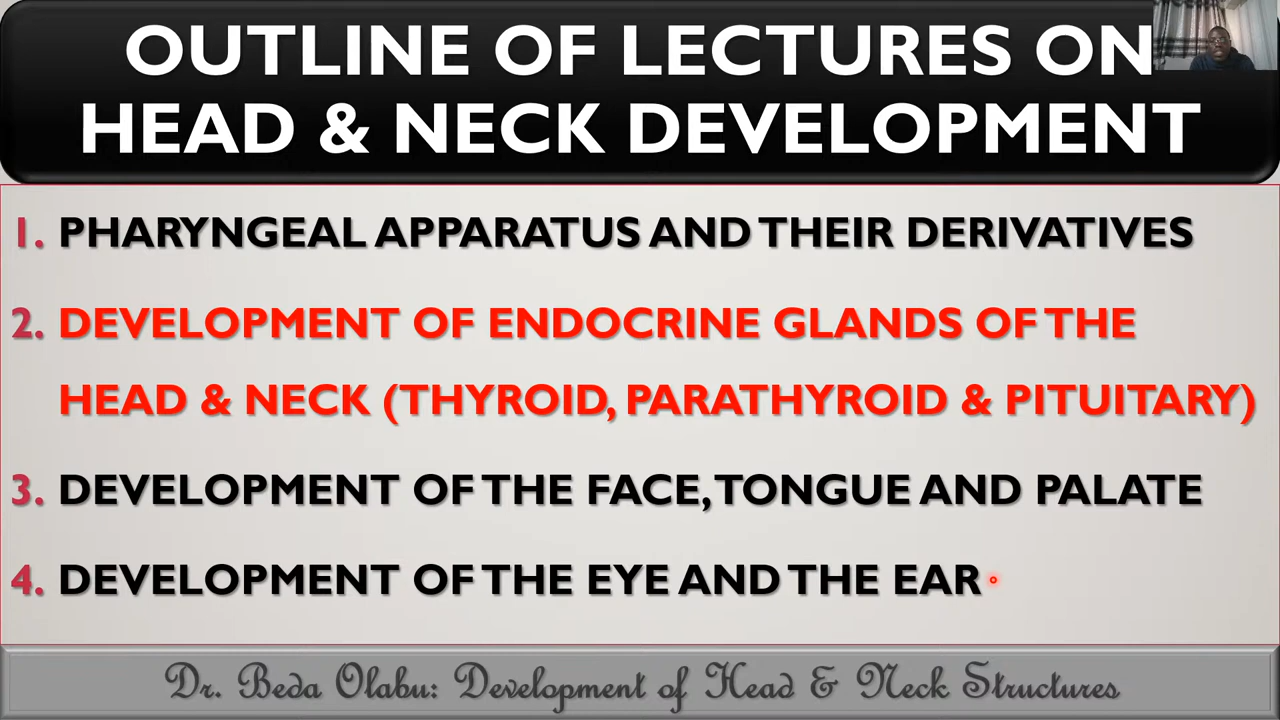 OUTLINE OF LECTURES ON
HEAD & NECK DEVELOPMENT
1. PHARYNGEAL APPARATUS AND THEIR DERIVATIVES
2. DEVELOPMENT OF ENDOCRINE GLANDS OF THE
HEAD & NECK (THYROID, PARATHYROID & PITUITARY)
3. DEVELOPMENT OF THE FACE, TONGUE AND PALATE
4. DEVELOPMENT OF THE EYE AND THE EAR
Dr. Beda Olabu: Development of Head & Neck Structures